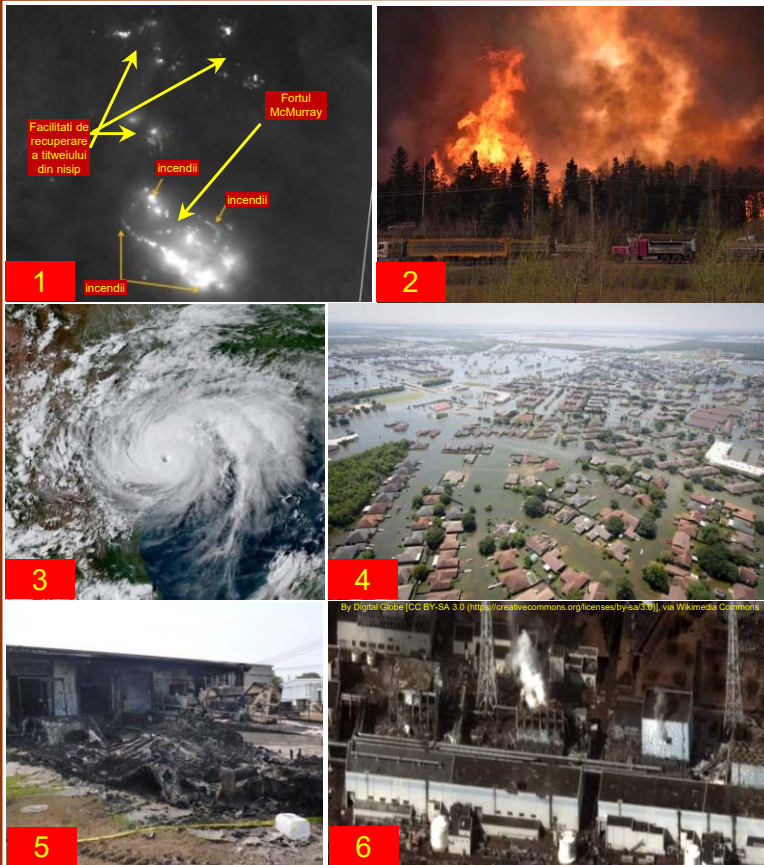 Fortul
McMurray
Facilitati de
recuperare
a titweiului
din nisip
incendii
incendii
incendii
1
2
3
4
By Digital Globe [CC BY-SA 3.0 (https://creativecommons.org/licenses/by-sa/3.0)], via Wikimedia Commons
5
6